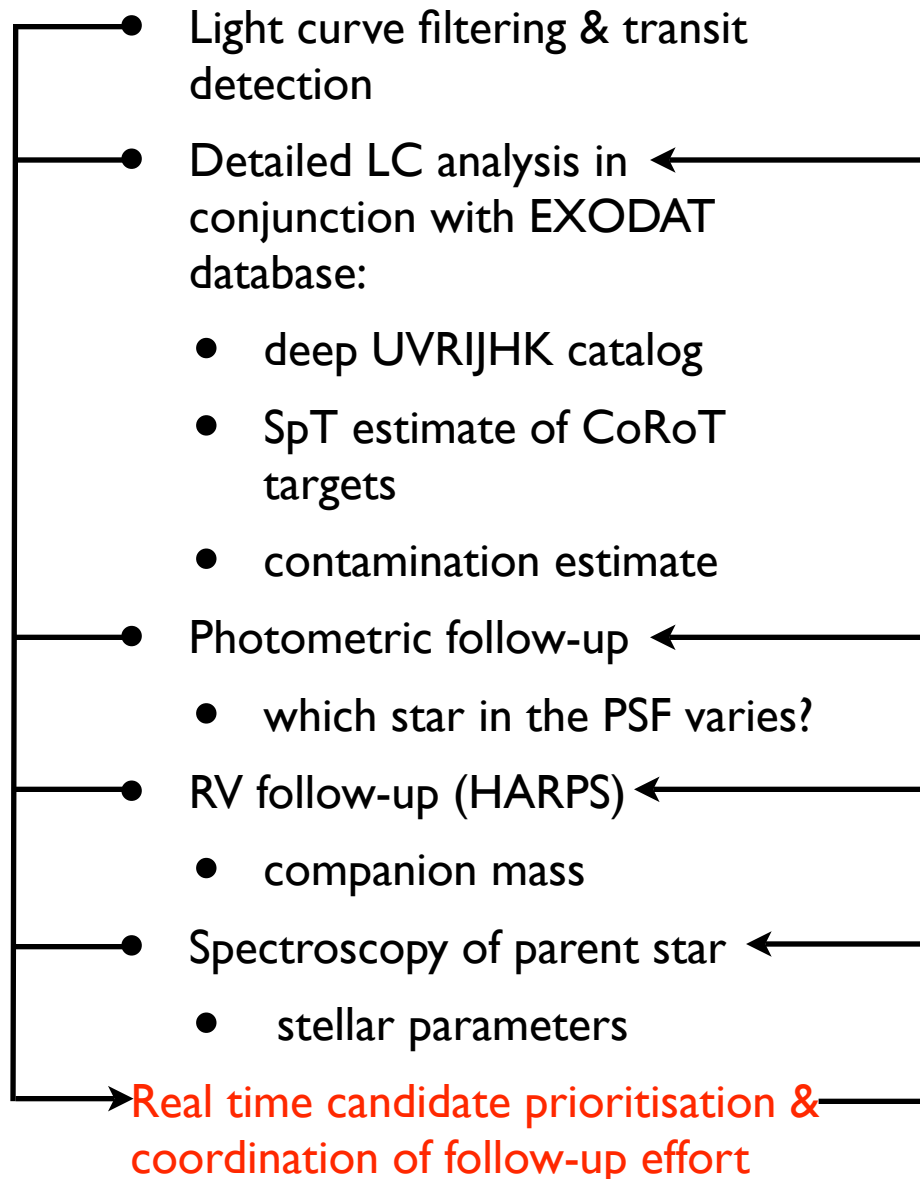 Light curve filtering & transit
detection
Detailed LC analysis in
conjunction with EXODAT
database:
deep UVRIJHK catalog
SpT estimate of CoRoT
targets
contamination estimate
Photometric follow-up
which star in the PSF varies?
RV follow-up (HARPS)
companion mass
Spectroscopy of parent star
stellar parameters
Real time candidate prioritisation &
coordination of follow-up effort